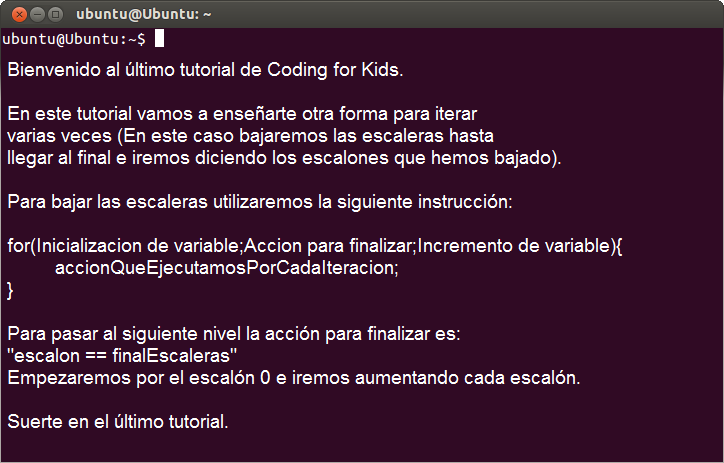 ubuntu@Ubuntu: ~
ubuntu@Ubuntu:~$
Bienvenido al último tutorial de Coding for Kids.
En este tutorial vamos a enseñarte otra forma para iterar
varias veces (En este caso bajaremos las escaleras hasta
llegar al final e iremos diciendo los escalones que hemos bajado).
Para bajar las escaleras utilizaremos la siguiente instrucción:
for(Inicializacion de variable;Accion para finalizar;Incremento de variable){
accionQueEjecutamosPorCadaIteracion;
}
Para pasar al siguiente nivel la acción para finalizar es:
"escalon == finalEscaleras"
Empezaremos por el escalón 0 e iremos aumentando cada escalón.
Suerte en el último tutorial.